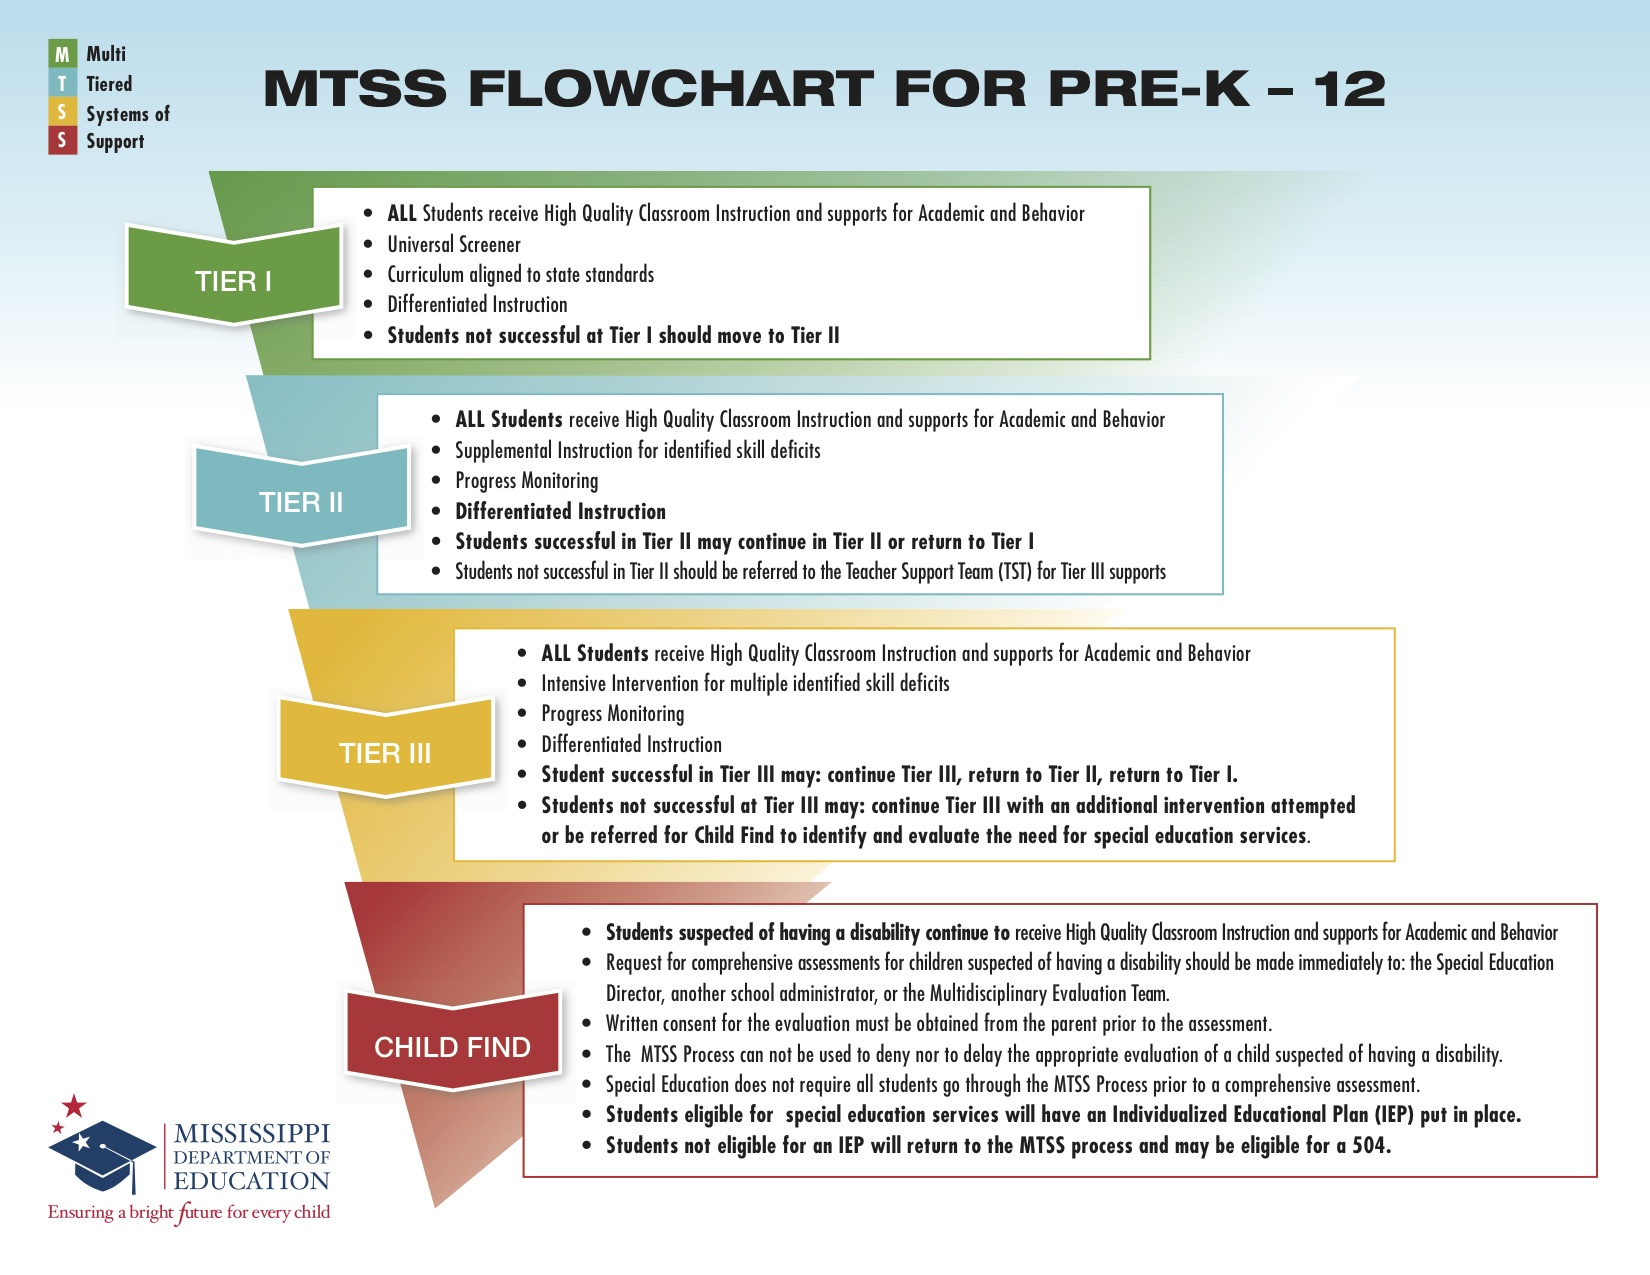 M Multi
T Tiered
S Systems of
S Support
MTSS FLOWCHART FOR PRE-K – 12
TIER I
• ALL Students receive High Quality Classroom Instruction and supports for Academic and Behavior
• Universal Screener
• Curriculum aligned to state standards
• Differentiated Instruction
• Students not successful at Tier I should move to Tier II
TIER II
• ALL Students receive High Quality Classroom Instruction and supports for Academic and Behavior
• Supplemental Instruction for identified skill deficits
• Progress Monitoring
• Differentiated Instruction
• Students successful in Tier II may continue in Tier II or return to Tier I
• Students not successful in Tier II should be referred to the Teacher Support Team (TST) for Tier III supports
TIER III
• ALL Students receive High Quality Classroom Instruction and supports for Academic and Behavior
• Intensive Intervention for multiple identified skill deficits
• Progress Monitoring
• Differentiated Instruction
• Student successful in Tier III may: continue Tier III, return to Tier II, return to Tier I.
• Students not successful at Tier III may: continue Tier III with an additional intervention attempted
or be referred for Child Find to identify and evaluate the need for special education services.
CHILD FIND
• Students suspected of having a disability continue to receive High Quality Classroom Instruction and supports for Academic and Behavior
• Request for comprehensive assessments for children suspected of having a disability should be made immediately to: the Special Education
Director, another school administrator, or the Multidisciplinary Evaluation Team.
• Written consent for the evaluation must be obtained from the parent prior to the assessment.
• The  MTSS Process can not be used to deny nor to delay the appropriate evaluation of a child suspected of having a disability.
• Special Education does not require all students go through the MTSS Process prior to a comprehensive assessment.
• Students eligible for  special education services will have an Individualized Educational Plan (IEP) put in place.
• Students not eligible for an IEP will return to the MTSS process and may be eligible for a 504.
MISSISSIPPI
DEPARTMENT OF
EDUCATION
Ensuring a bright future for every child